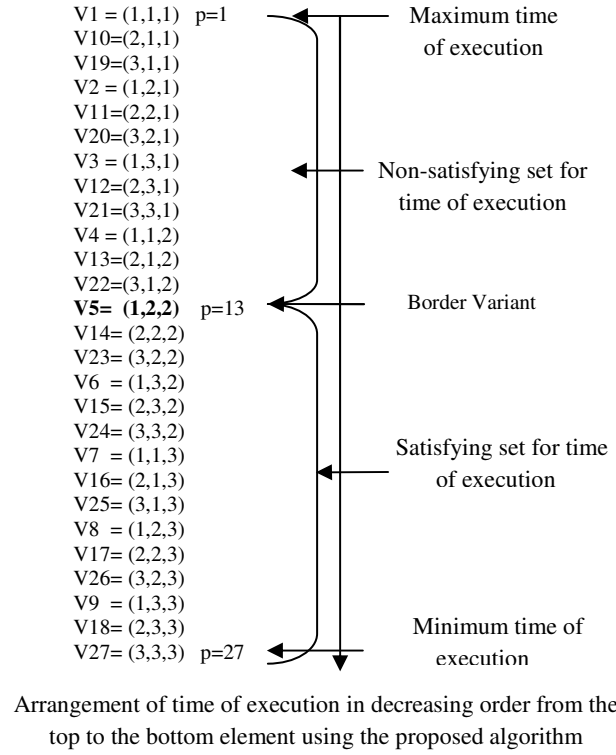 V1 = (1,1,1) p=1
V10=(2,1,1)
V19=(3,1,1)
V2 = (1,2,1)
V11=(2,2,1)
V20=(3,2,1)
V3 = (1,3,1)
V12=(2,3,1)
V21=(3,3,1)
V4 = (1,1,2)
V13=(2,1,2)
V22=(3,1,2)
V5= (1,2,2) p=13
V14= (2,2,2)
V23= (3,2,2)
V6 = (1,3,2)
V15= (2,3,2)
V24= (3,3,2)
V7 = (1,1,3)
V16= (2,1,3)
V25= (3,1,3)
V8 = (1,2,3)
V17= (2,2,3)
V26= (3,2,3)
V9 = (1,3,3)
V18= (2,3,3)
V27= (3,3,3) p=27
Maximum time
of execution
Non-satisfying set for
time of execution
Border Variant
Satisfying set for time
of execution
Minimum time of
execution
Arrangement of time of execution in decreasing order from the
top to the bottom element using the proposed algorithm